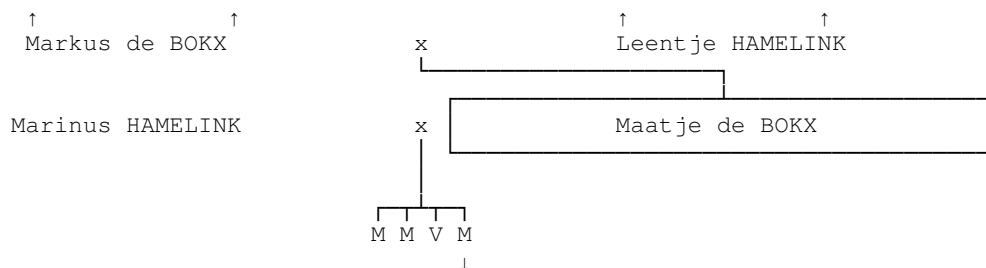 ↑ ↑ ↑ ↑
Markus de BOKX x Leentje HAMELINK
Marinus HAMELINK x Maatje de BOKX
M M V M
↓